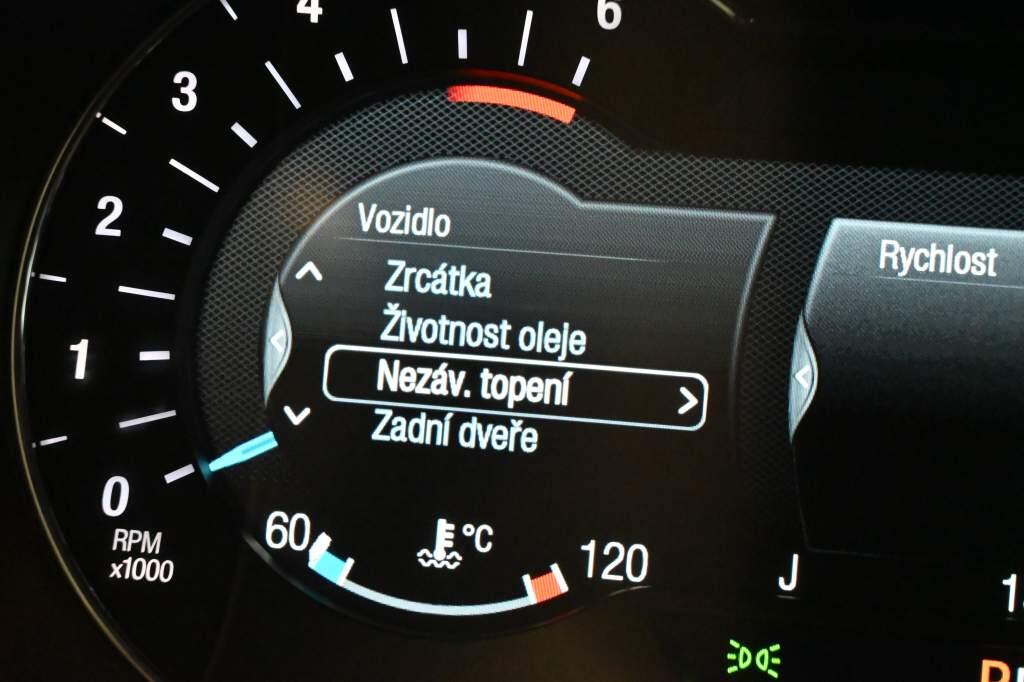 4
6
3
2
1
0
RPM
x1000
Vozidlo
Zrcátka
Životnost oleje
Nezáv. topení
Zadní dveře
60
°C
120
Rychlost
J